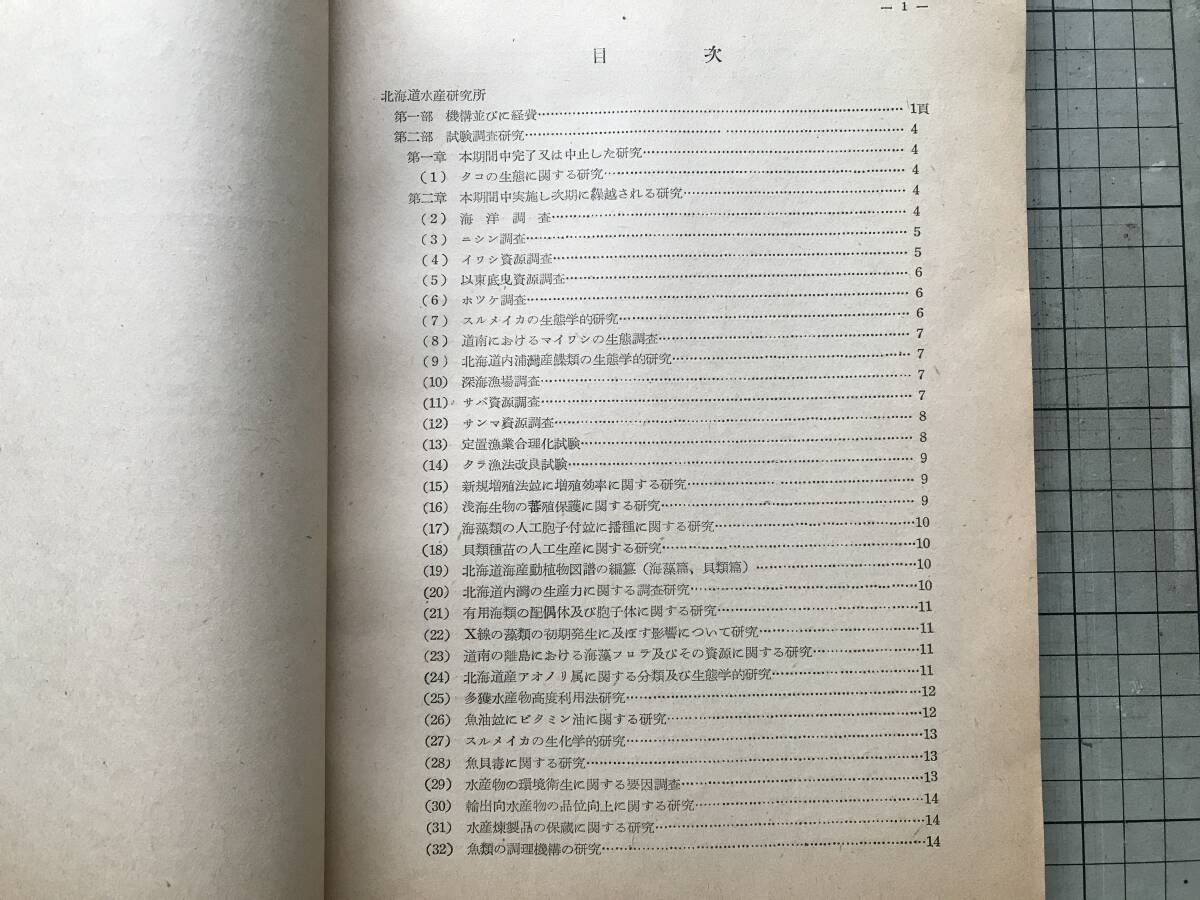 — 1 —
目次
北海道水産研究所
第一部 機構並びに経費……1頁
第二部 試験調査研究……4
第一章 本期間中完了又は中止した研究……4
(1) タコの生態に関する研究……4
第二章 本期間中実施し次期に繰越される研究……4
(2) 海洋調査……4
(3) ニシン調査……5
(4) イワシ資源調査……5
(5) 以東底曳資源調査……6
(6) ホツケ調査……6
(7) スルメイカの生態学的研究……6
(8) 道南におけるマイワシの生態調査……7
(9) 北海道内浦灣産鰈類の生態学的研究……7
(10) 深海漁場調査……7
(11) サバ資源調査……7
(12) サンマ資源調査……8
(13) 定置漁業合理化試験……8
(14) タラ漁法改良試験……9
(15) 新規増殖法竝に増殖効率に関する研究……9
(16) 浅海生物の蕃殖保護に関する研究……9
(17) 海藻類の人工胞子付竝に播種に関する研究……10
(18) 貝類種苗の人工生産に関する研究……10
(19) 北海道海産動植物図譜の編纂（海藻篇、貝類篇）……10
(20) 北海道内灣の生産力に関する調査研究……10
(21) 有用海類の配偶体及び胞子体に関する研究……11
(22) X線の藻類の初期発生に及ぼす影響について研究……11
(23) 道南の離島における海藻フロラ及びその資源に関する研究……11
(24) 北海道産アオノリ属に関する分類及び生態学的研究……11
(25) 多獲水産物高度利用法研究……12
(26) 魚油竝にビタミン油に関する研究……12
(27) スルメイカの生化学的研究……13
(28) 魚貝毒に関する研究……13
(29) 水産物の環境衛生に関する要因調査……13
(30) 輸出向水産物の品位向上に関する研究……14
(31) 水産煉製品の保蔵に関する研究……14
(32) 魚類の調理機構の研究……14